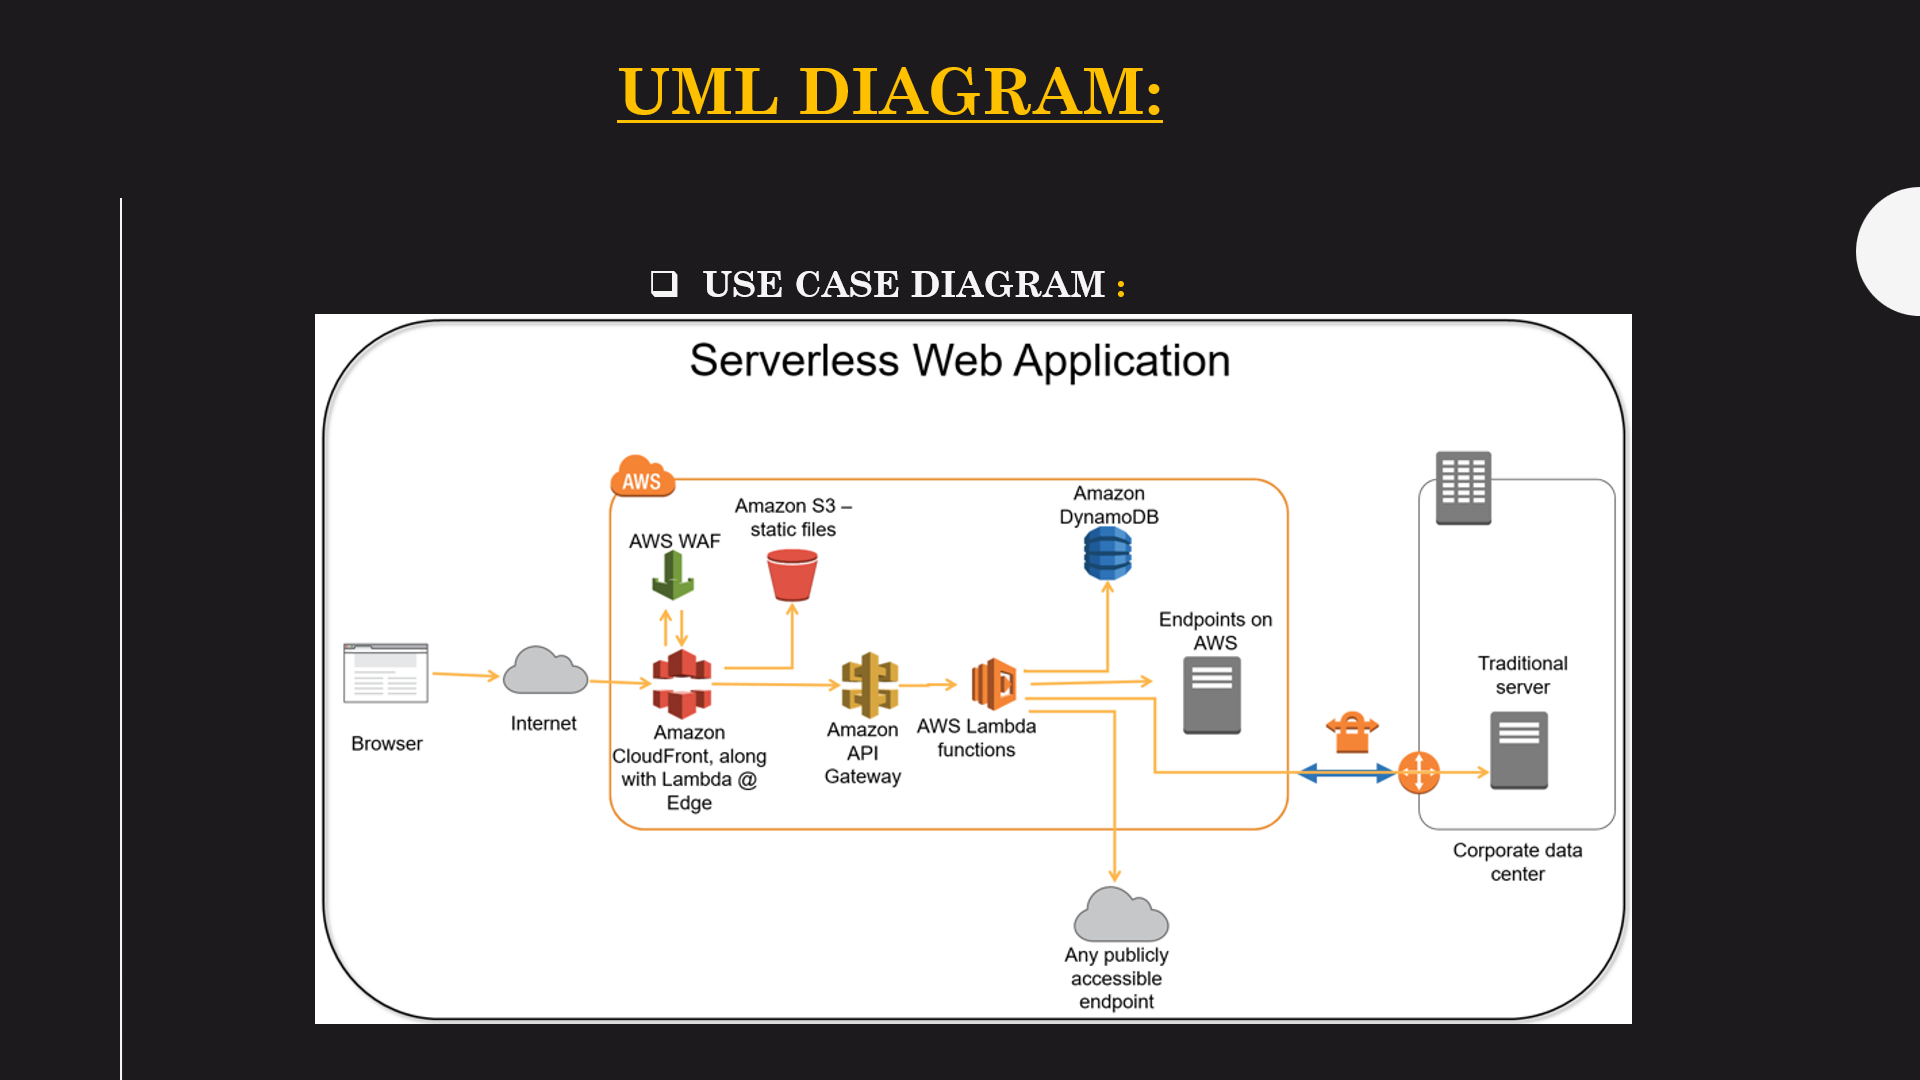 UML DIAGRAM:
❑ USE CASE DIAGRAM :
Serverless Web Application
AWS
Amazon S3 –
static files
AWS WAF
Amazon
DynamoDB
Endpoints on
AWS
Traditional
server
Browser
Internet
Amazon
CloudFront, along
with Lambda @
Edge
Amazon
API
Gateway
AWS Lambda
functions
Corporate data
center
Any publicly
accessible
endpoint